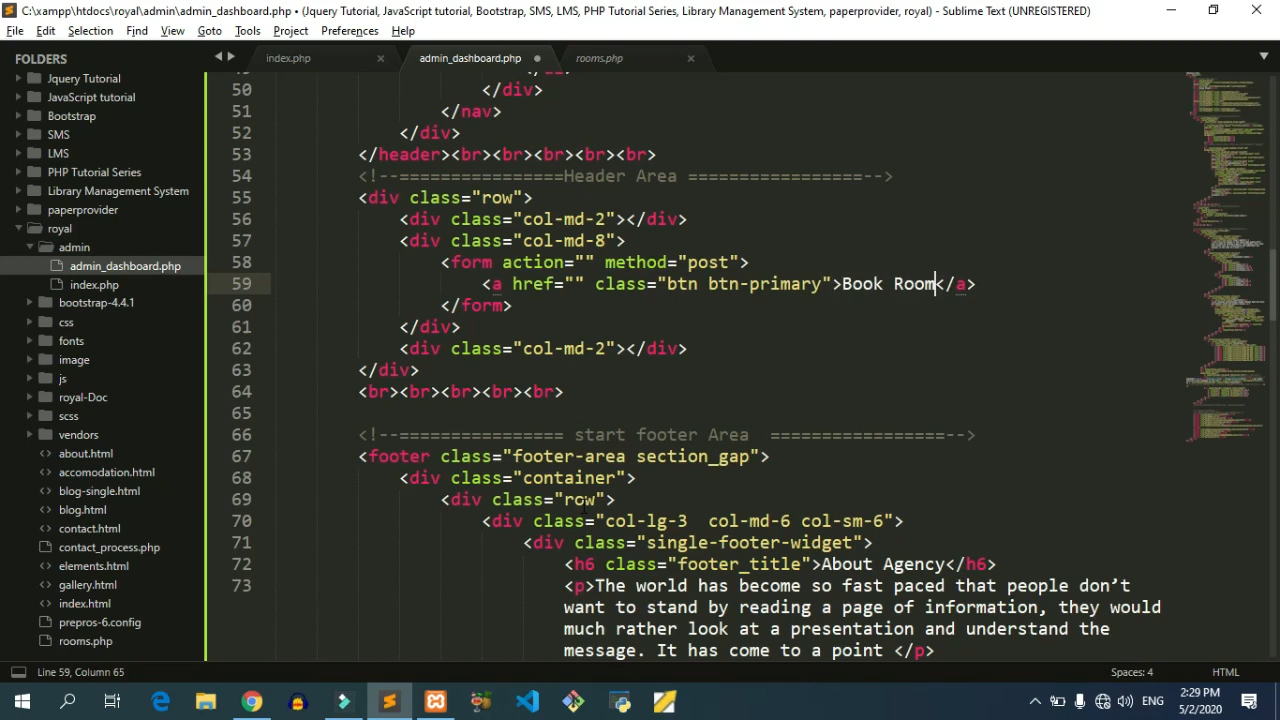 C:\xampp\htdocs\royal\admin\admin_dashboard.php • (Jquery Tutorial, JavaScript tutorial, Bootstrap, SMS, LMS, PHP Tutorial Series, Library Management System, paperprovider, royal) - Sublime Text (UNREGISTERED)
File Edit Selection Find View Goto Tools Project Preferences Help
FOLDERS
Jquery Tutorial
JavaScript tutorial
Bootstrap
SMS
LMS
PHP Tutorial Series
Library Management System
paperprovider
royal
admin
admin_dashboard.php
index.php
bootstrap-4.4.1
css
fonts
image
js
royal-Doc
scss
vendors
about.html
accomodation.html
blog-single.html
blog.html
contact.html
contact_process.php
elements.html
gallery.html
index.html
prepros-6.config
rooms.php
index.php admin_dashboard.php rooms.php
50 </div>
51 </nav>
52 </div>
53 </header><br><br><br><br><br>
54 <!--================Header Area =================-->
55 <div class="row">
56 <div class="col-md-2"></div>
57 <div class="col-md-8">
58 <form action="" method="post">
59 <a href="" class="btn btn-primary">Book Room</a>
60 </form>
61 </div>
62 <div class="col-md-2"></div>
63 </div>
64 <br><br><br><br><br>
65
66 <!--================ start footer Area  =================-->
67 <footer class="footer-area section_gap">
68 <div class="container">
69 <div class="row">
70 <div class="col-lg-3  col-md-6 col-sm-6">
71 <div class="single-footer-widget">
72 <h6 class="footer_title">About Agency</h6>
73 <p>The world has become so fast paced that people don’t
want to stand by reading a page of information, they would
much rather look at a presentation and understand the
message. It has come to a point </p>
Line 59, Column 65 Spaces: 4 HTML
ENG 2:29 PM
5/2/2020